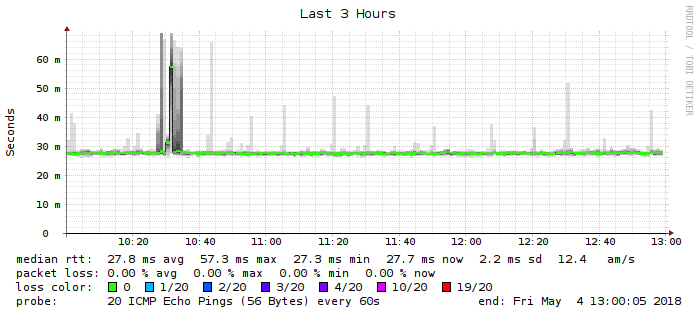 Last 3 Hours
RRDTOOL / TOBI OETIKER
Seconds
60 m
50 m
40 m
30 m
20 m
10 m
0
10:20 10:40 11:00 11:20 11:40 12:00 12:20 12:40 13:00
median rtt: 27.8 ms avg 57.3 ms max 27.3 ms min 27.7 ms now 2.2 ms sd 12.4 am/s
packet loss: 0.00 % avg 0.00 % max 0.00 % min 0.00 % now
loss color: 0 1/20 2/20 3/20 4/20 10/20 19/20
probe: 20 ICMP Echo Pings (56 Bytes) every 60s end: Fri May 4 13:00:05 2018